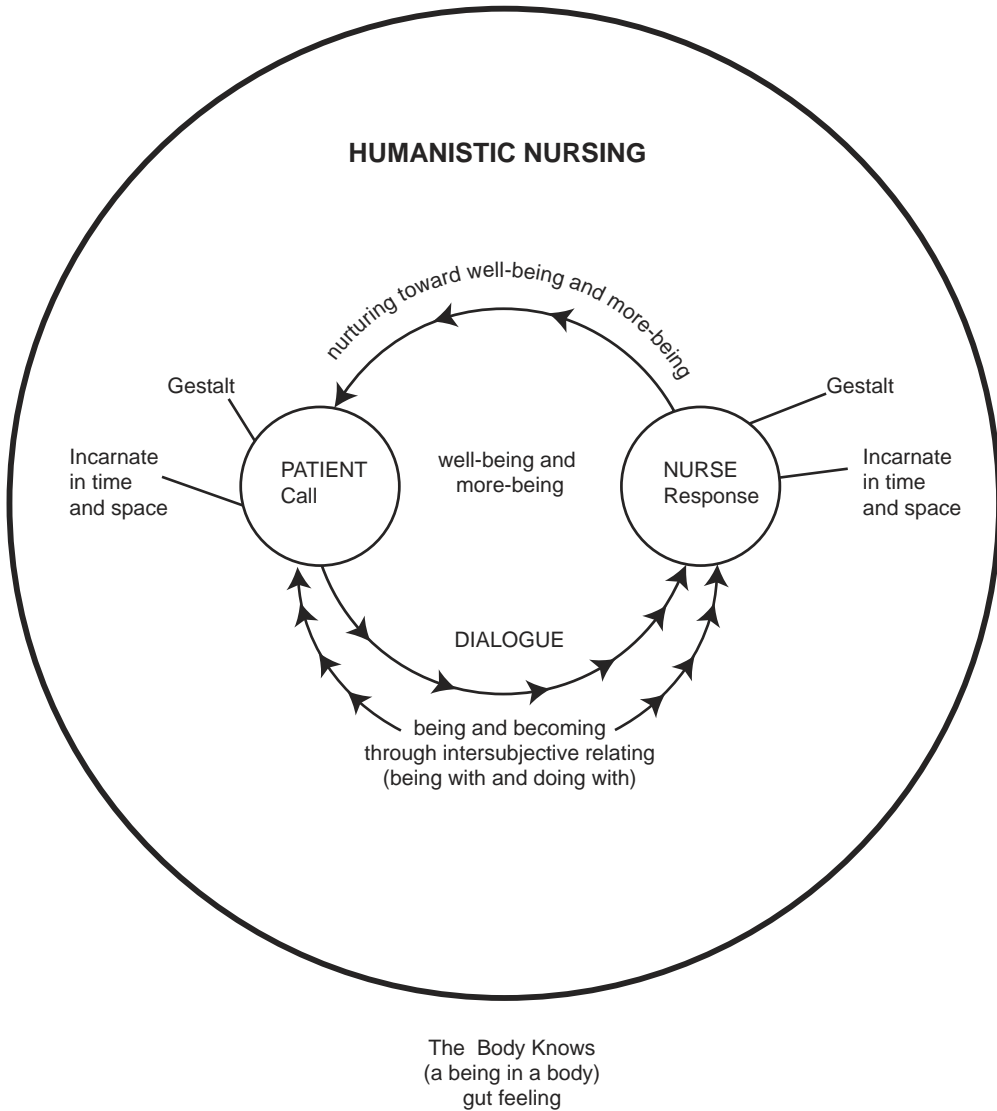 HUMANISTIC NURSING
nurturing toward well-being and more-being
Gestalt
Gestalt
Incarnate
in time
and space
PATIENT
Call
well-being and
more-being
NURSE
Response
Incarnate
in time
and space
DIALOGUE
being and becoming
through intersubjective relating
(being with and doing with)
The Body Knows
(a being in a body)
gut feeling